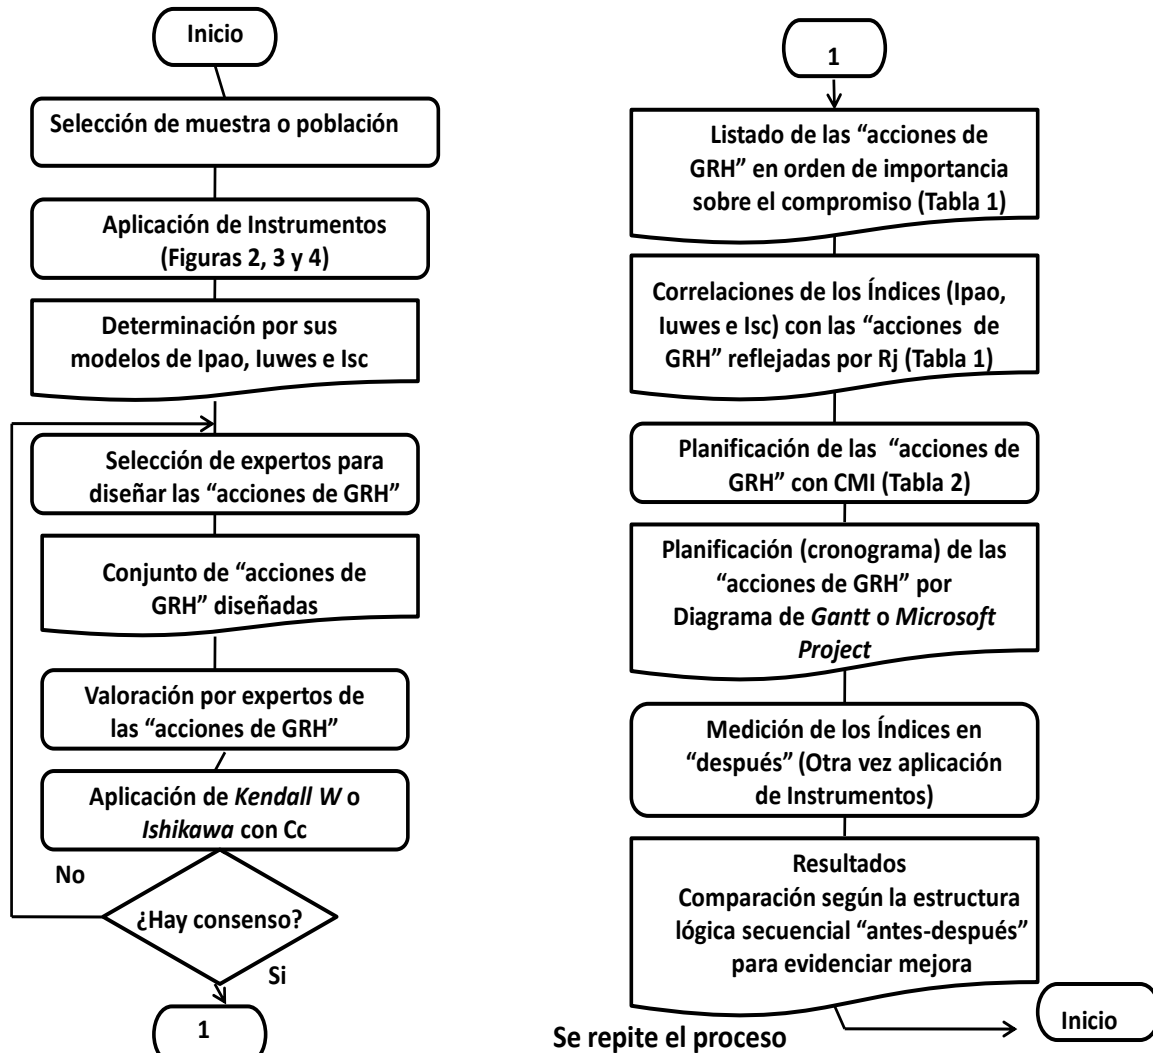 Inicio
Selección de muestra o población
Aplicación de Instrumentos
(Figuras 2, 3 y 4)
Determinación por sus
modelos de Ipao, Iuwes e Isc
Selección de expertos para
diseñar las “acciones de GRH”
Conjunto de “acciones de
GRH” diseñadas
Valoración por expertos de
las “acciones de GRH”
Aplicación de Kendall W o
Ishikawa con Cc
No
¿Hay consenso?
Si
1
1
Listado de las “acciones de
GRH” en orden de importancia
sobre el compromiso (Tabla 1)
Correlaciones de los Índices (Ipao,
Iuwes e Isc) con las “acciones de
GRH” reflejadas por Rj (Tabla 1)
Planificación de las “acciones de
GRH” con CMI (Tabla 2)
Planificación (cronograma) de las
“acciones de GRH” por
Diagrama de Gantt o Microsoft
Project
Medición de los Índices en
“después” (Otra vez aplicación
de Instrumentos)
Resultados
Comparación según la estructura
lógica secuencial “antes-después”
para evidenciar mejora
Se repite el proceso
Inicio